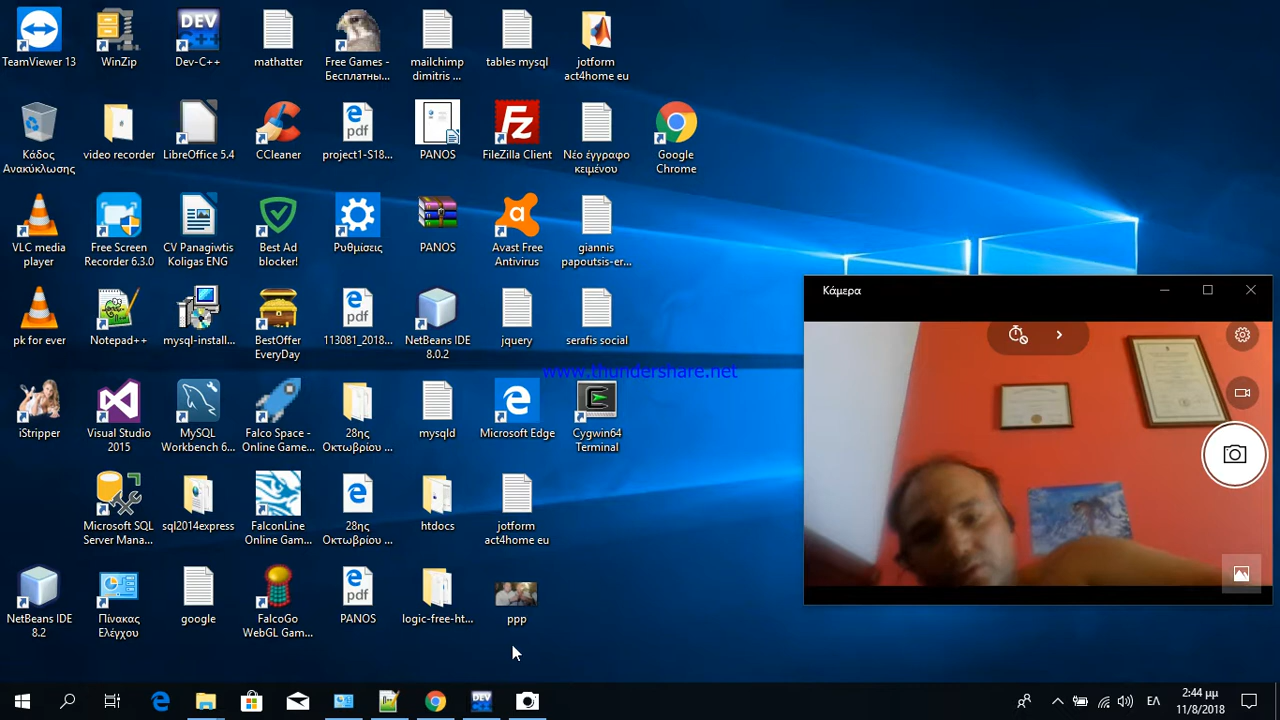 TeamViewer 13
WinZip
Dev-C++
mathatter
Free Games -
Бесплатны...
mailchimp
dimitris ...
tables mysql
jotform
act4home eu
Κάδος
Ανακύκλωσης
video recorder
LibreOffice 5.4
CCleaner
project1-S18...
PANOS
FileZilla Client
Νέο έγγραφο
κειμένου
Google
Chrome
VLC media
player
Free Screen
Recorder 6.3.0
CV Panagiwtis
Koligas ENG
Best Ad
blocker!
Ρυθμίσεις
PANOS
Avast Free
Antivirus
giannis
papoutsis-er...
Κάμερα
pk for ever
Notepad++
mysql-install...
BestOffer
EveryDay
113081_2018...
NetBeans IDE
8.0.2
jquery
serafis social
www.thundershare.net
iStripper
Visual Studio
2015
MySQL
Workbench 6...
Falco Space -
Online Game...
28ης
Οκτωβρίου ...
mysqld
Microsoft Edge
Cygwin64
Terminal
Microsoft SQL
Server Mana...
sql2014express
FalconLine
Online Gam...
28ης
Οκτωβρίου ...
htdocs
jotform
act4home eu
NetBeans IDE
8.2
Πίνακας
Ελέγχου
google
FalcoGo
WebGL Gam...
PANOS
logic-free-ht...
ppp
ΕΛ
2:44 μμ
11/8/2018